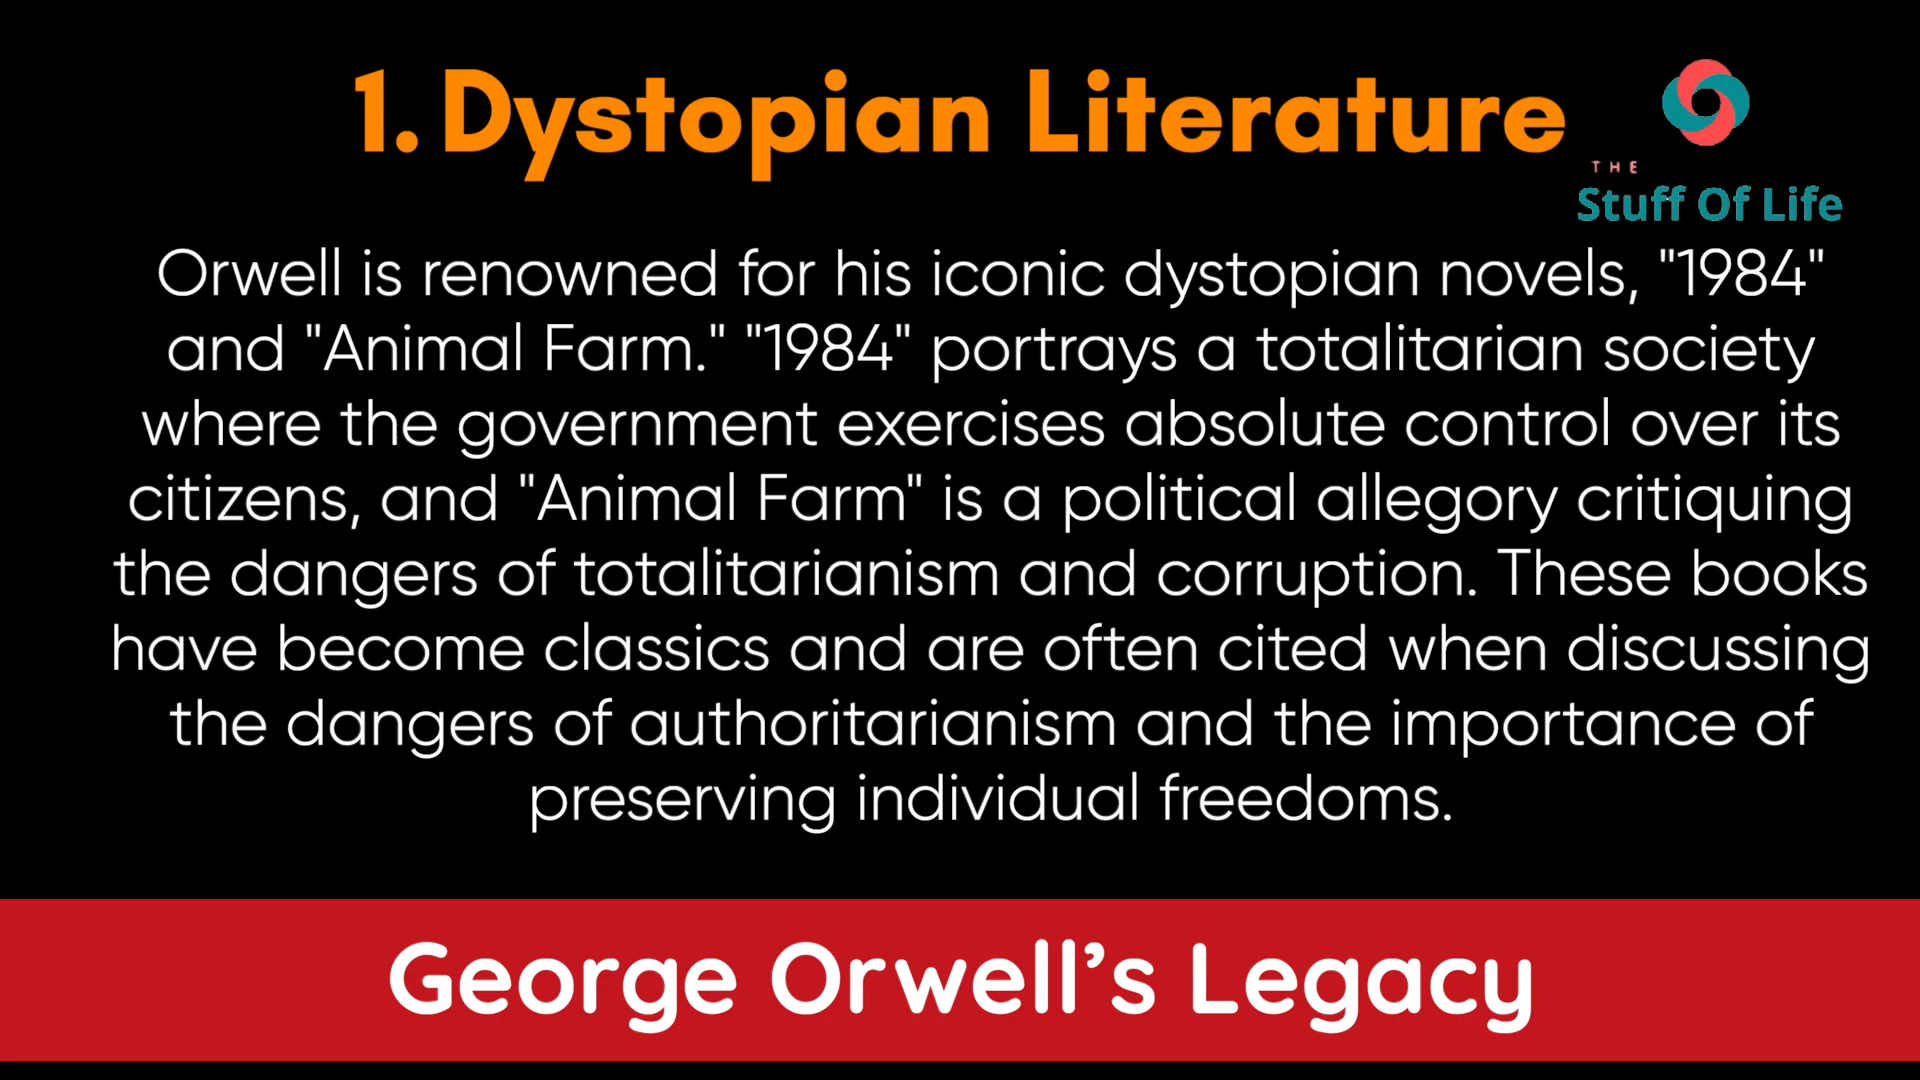 1. Dystopian Literature
THE
Stuff Of Life
Orwell is renowned for his iconic dystopian novels, "1984"
and "Animal Farm." "1984" portrays a totalitarian society
where the government exercises absolute control over its
citizens, and "Animal Farm" is a political allegory critiquing
the dangers of totalitarianism and corruption. These books
have become classics and are often cited when discussing
the dangers of authoritarianism and the importance of
preserving individual freedoms.
George Orwell’s Legacy